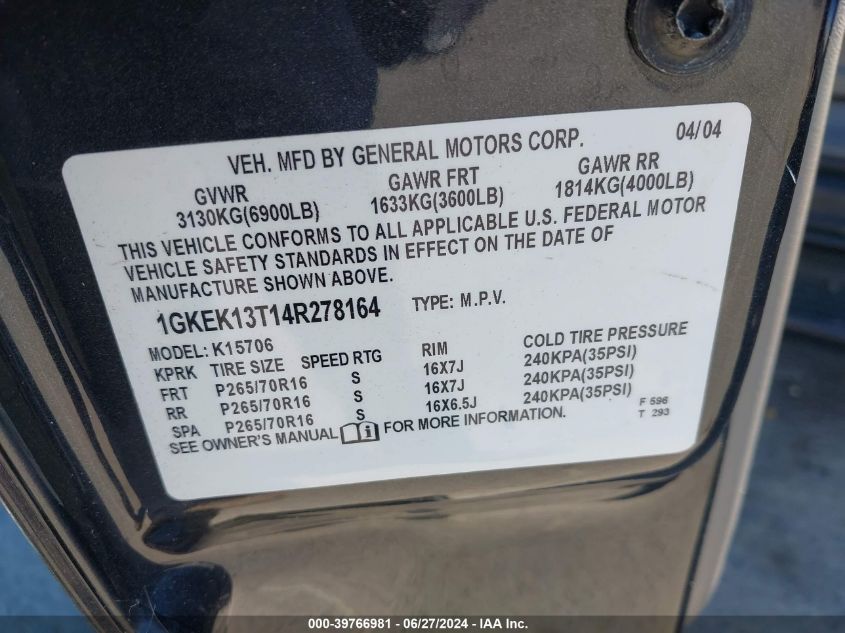 VEH. MFD BY GENERAL MOTORS CORP. 04/04
GVWR GAWR FRT GAWR RR
3130KG(6900LB) 1633KG(3600LB) 1814KG(4000LB)
THIS VEHICLE CONFORMS TO ALL APPLICABLE U.S. FEDERAL MOTOR
VEHICLE SAFETY STANDARDS IN EFFECT ON THE DATE OF
MANUFACTURE SHOWN ABOVE.
1GKEK13T14R278164 TYPE: M.P.V.
MODEL: K15706
KPRK TIRE SIZE SPEED RTG RIM COLD TIRE PRESSURE
FRT P265/70R16 S 16X7J 240KPA(35PSI)
RR P265/70R16 S 16X7J 240KPA(35PSI)
SPA P265/70R16 S 16X6.5J 240KPA(35PSI)
SEE OWNER'S MANUAL FOR MORE INFORMATION.
F 596
T 293
000-39766981 - 06/27/2024 - IAA Inc.